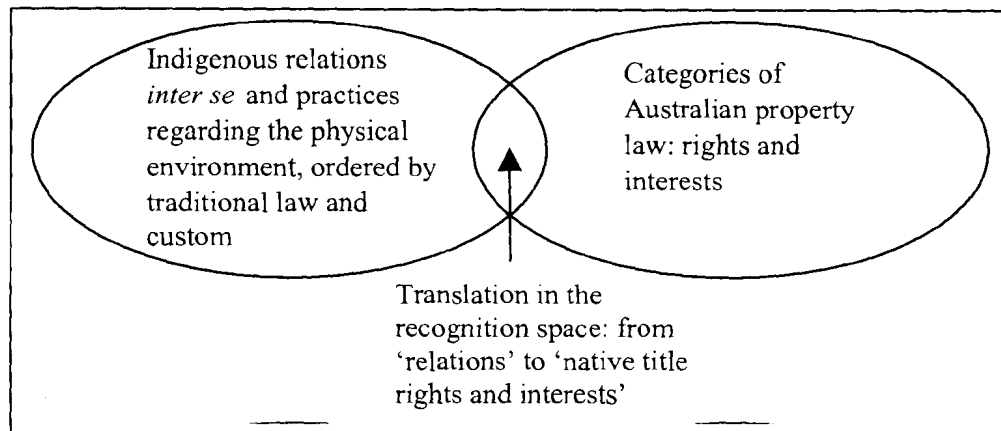 Indigenous relations
inter se and practices
regarding the physical
environment, ordered by
traditional law and
custom
Categories of
Australian property
law: rights and
interests
Translation in the
recognition space: from
‘relations’ to ‘native title
rights and interests’